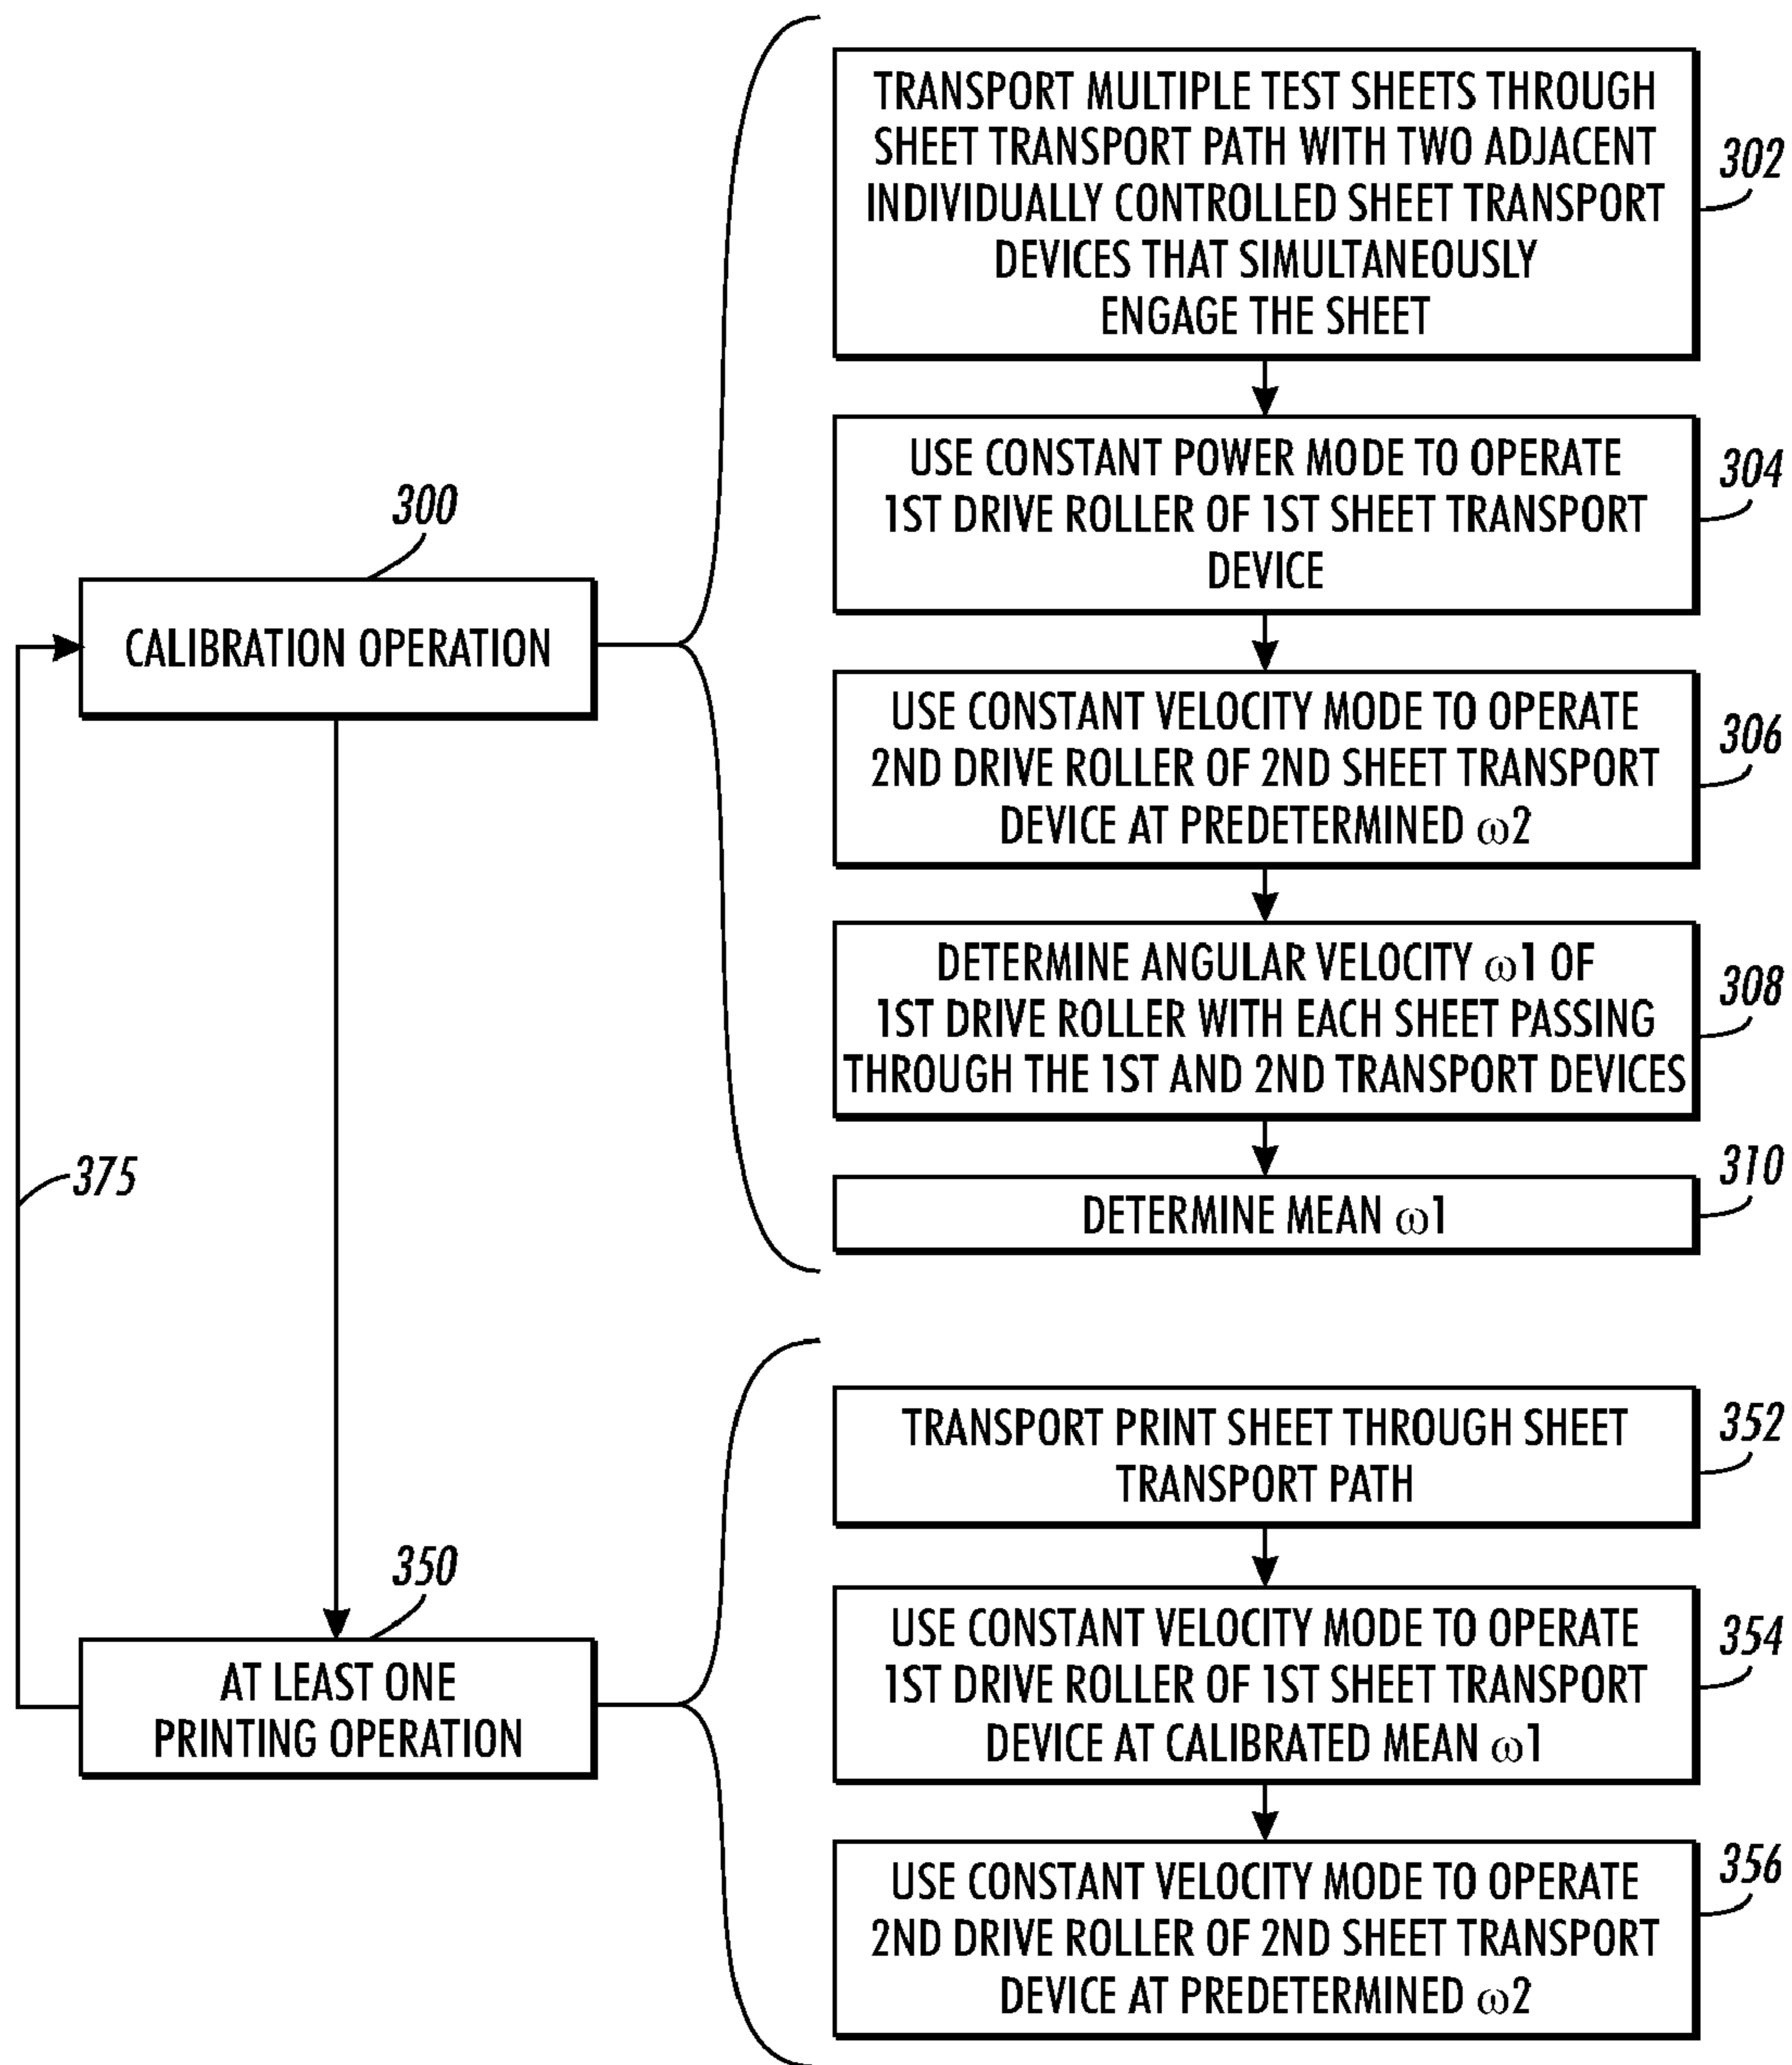 300
CALIBRATION OPERATION
TRANSPORT MULTIPLE TEST SHEETS THROUGH
SHEET TRANSPORT PATH WITH TWO ADJACENT
INDIVIDUALLY CONTROLLED SHEET TRANSPORT
DEVICES THAT SIMULTANEOUSLY
ENGAGE THE SHEET
302
USE CONSTANT POWER MODE TO OPERATE
1ST DRIVE ROLLER OF 1ST SHEET TRANSPORT
DEVICE
304
USE CONSTANT VELOCITY MODE TO OPERATE
2ND DRIVE ROLLER OF 2ND SHEET TRANSPORT
DEVICE AT PREDETERMINED ω2
306
DETERMINE ANGULAR VELOCITY ω1 OF
1ST DRIVE ROLLER WITH EACH SHEET PASSING
THROUGH THE 1ST AND 2ND TRANSPORT DEVICES
308
DETERMINE MEAN ω1
310
375
350
AT LEAST ONE
PRINTING OPERATION
TRANSPORT PRINT SHEET THROUGH SHEET
TRANSPORT PATH
352
USE CONSTANT VELOCITY MODE TO OPERATE
1ST DRIVE ROLLER OF 1ST SHEET TRANSPORT
DEVICE AT CALIBRATED MEAN ω1
354
USE CONSTANT VELOCITY MODE TO OPERATE
2ND DRIVE ROLLER OF 2ND SHEET TRANSPORT
DEVICE AT PREDETERMINED ω2
356